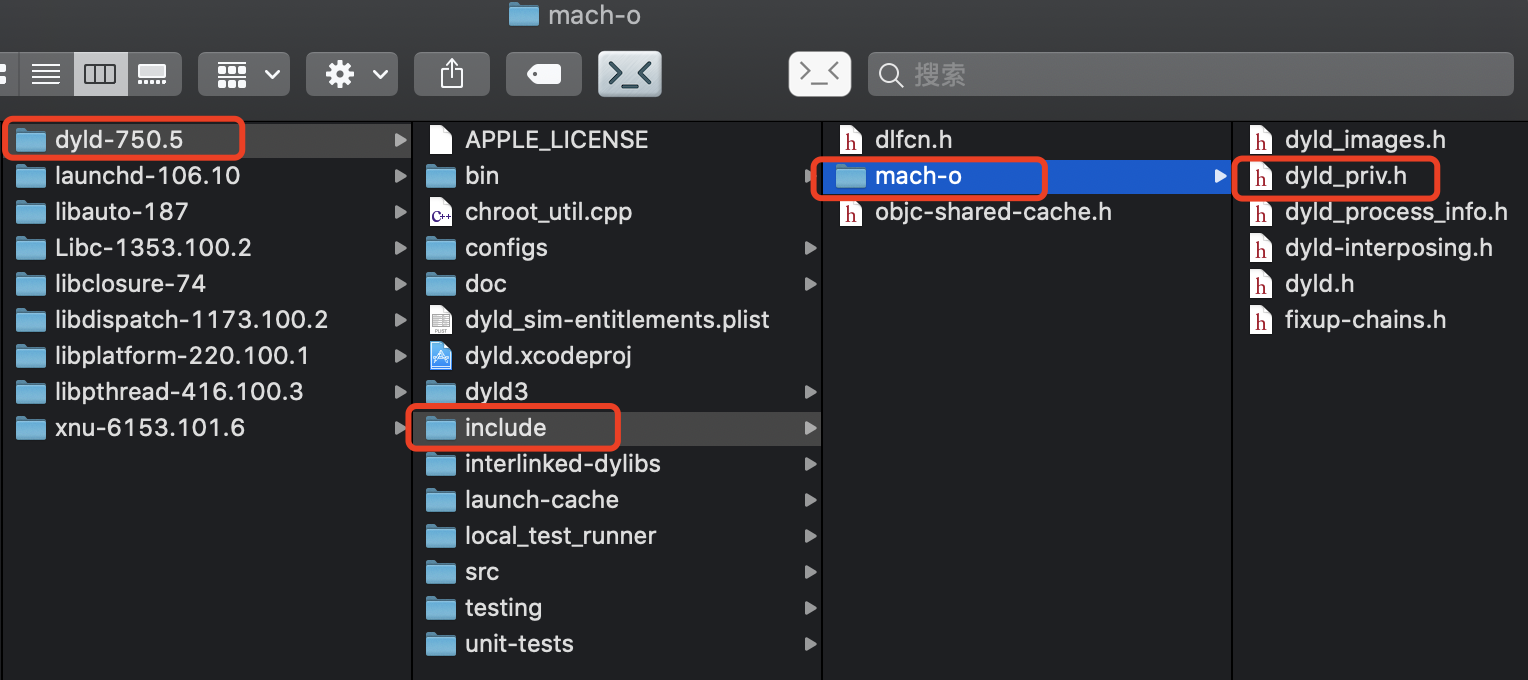 mach-o
搜索
dyld-750.5
launchd-106.10
libauto-187
Libc-1353.100.2
libclosure-74
libdispatch-1173.100.2
libplatform-220.100.1
libpthread-416.100.3
xnu-6153.101.6
APPLE_LICENSE
bin
chroot_util.cpp
configs
doc
dyld_sim-entitlements.plist
dyld.xcodeproj
dyld3
include
interlinked-dylibs
launch-cache
local_test_runner
src
testing
unit-tests
dlfcn.h
mach-o
objc-shared-cache.h
dyld_images.h
dyld_priv.h
dyld_process_info.h
dyld-interposing.h
dyld.h
fixup-chains.h